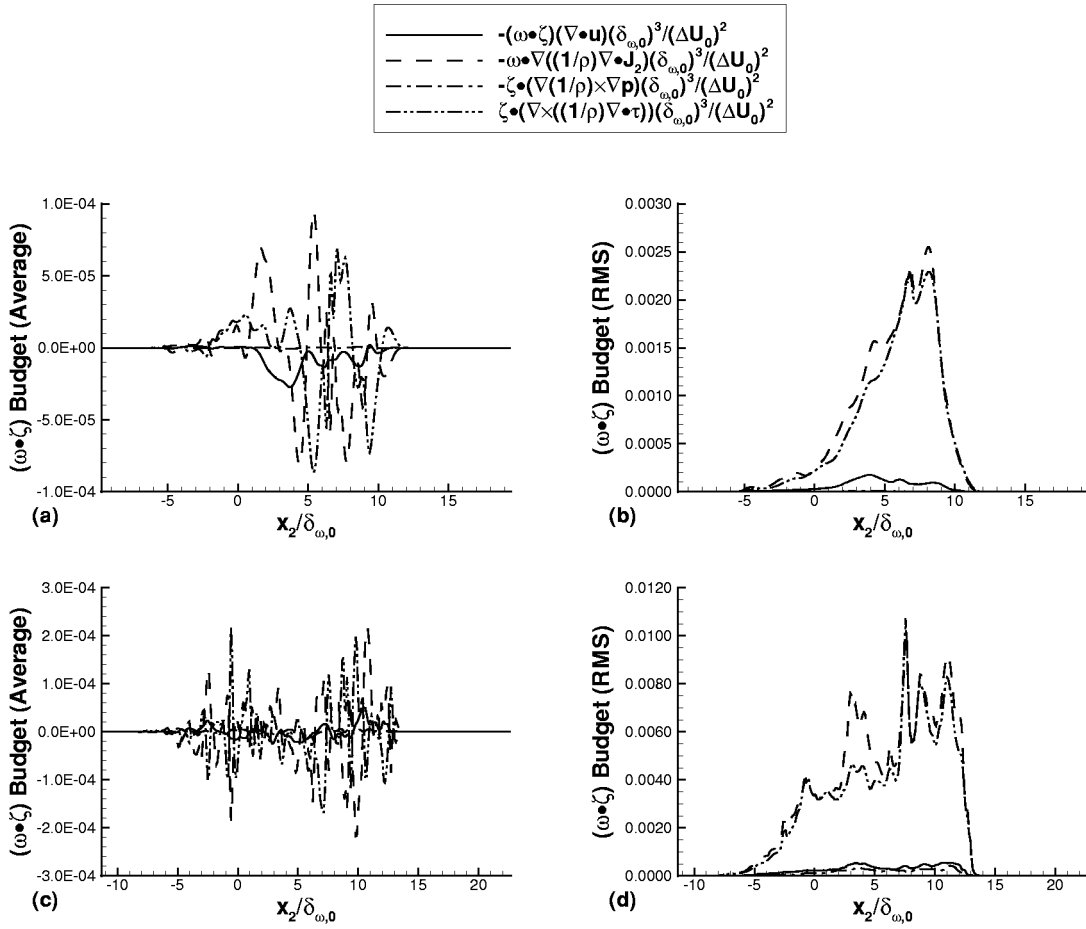 -(ω•ζ)(∇•u)(δω,0)³/(ΔU₀)²
-ω•∇((1/ρ)∇•J₂)(δω,0)³/(ΔU₀)²
-ζ•(∇(1/ρ)×∇p)(δω,0)³/(ΔU₀)²
ζ•(∇×((1/ρ)∇•τ))(δω,0)³/(ΔU₀)²
(ω•ζ) Budget (Average)
1.0E-04
5.0E-05
0.0E+00
-5.0E-05
-1.0E-04
-5 0 5 10 15
(a)
x₂/δω,0
(ω•ζ) Budget (RMS)
0.0030
0.0025
0.0020
0.0015
0.0010
0.0005
0.0000
-5 0 5 10 15
(b)
x₂/δω,0
(ω•ζ) Budget (Average)
3.0E-04
2.0E-04
1.0E-04
0.0E+00
-1.0E-04
-2.0E-04
-3.0E-04
-10 -5 0 5 10 15 20
(c)
x₂/δω,0
(ω•ζ) Budget (RMS)
0.0120
0.0100
0.0080
0.0060
0.0040
0.0020
0.0000
-10 -5 0 5 10 15 20
(d)
x₂/δω,0